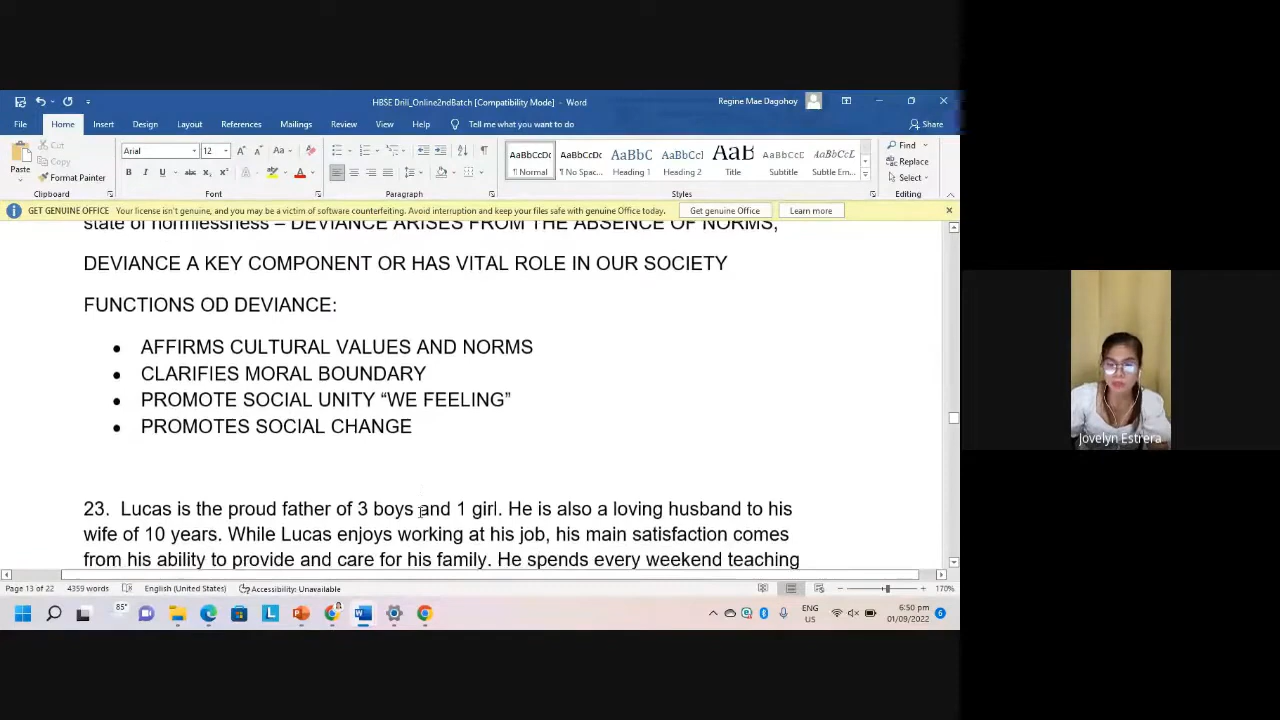 HBSE Drill_Online2ndBatch [Compatibility Mode] - Word
Regine Mae Dagohoy
File Home Insert Design Layout References Mailings Review View Help Tell me what you want to do Share
Paste
Cut
Copy
Format Painter
Clipboard
Arial 12
Font
Paragraph
AaBbCcDc AaBbCcDc AaBbC AaBbCcI AaB AaBbCcD AaBbCcL
¶ Normal ¶ No Spac... Heading 1 Heading 2 Title Subtitle Subtle Em...
Styles
Find
Replace
Select
Editing
GET GENUINE OFFICE Your license isn't genuine, and you may be a victim of software counterfeiting. Avoid interruption and keep your files safe with genuine Office today. Get genuine Office Learn more
state of normlessness – DEVIANCE ARISES FROM THE ABSENCE OF NORMS,
DEVIANCE A KEY COMPONENT OR HAS VITAL ROLE IN OUR SOCIETY
FUNCTIONS OD DEVIANCE:
• AFFIRMS CULTURAL VALUES AND NORMS
• CLARIFIES MORAL BOUNDARY
• PROMOTE SOCIAL UNITY “WE FEELING”
• PROMOTES SOCIAL CHANGE
23. Lucas is the proud father of 3 boys and 1 girl. He is also a loving husband to his
wife of 10 years. While Lucas enjoys working at his job, his main satisfaction comes
from his ability to provide and care for his family. He spends every weekend teaching
Jovelyn Estrera
Page 13 of 22 4359 words English (United States) Accessibility: Unavailable 170%
85°
ENG
US
6:50 pm
01/09/2022
6